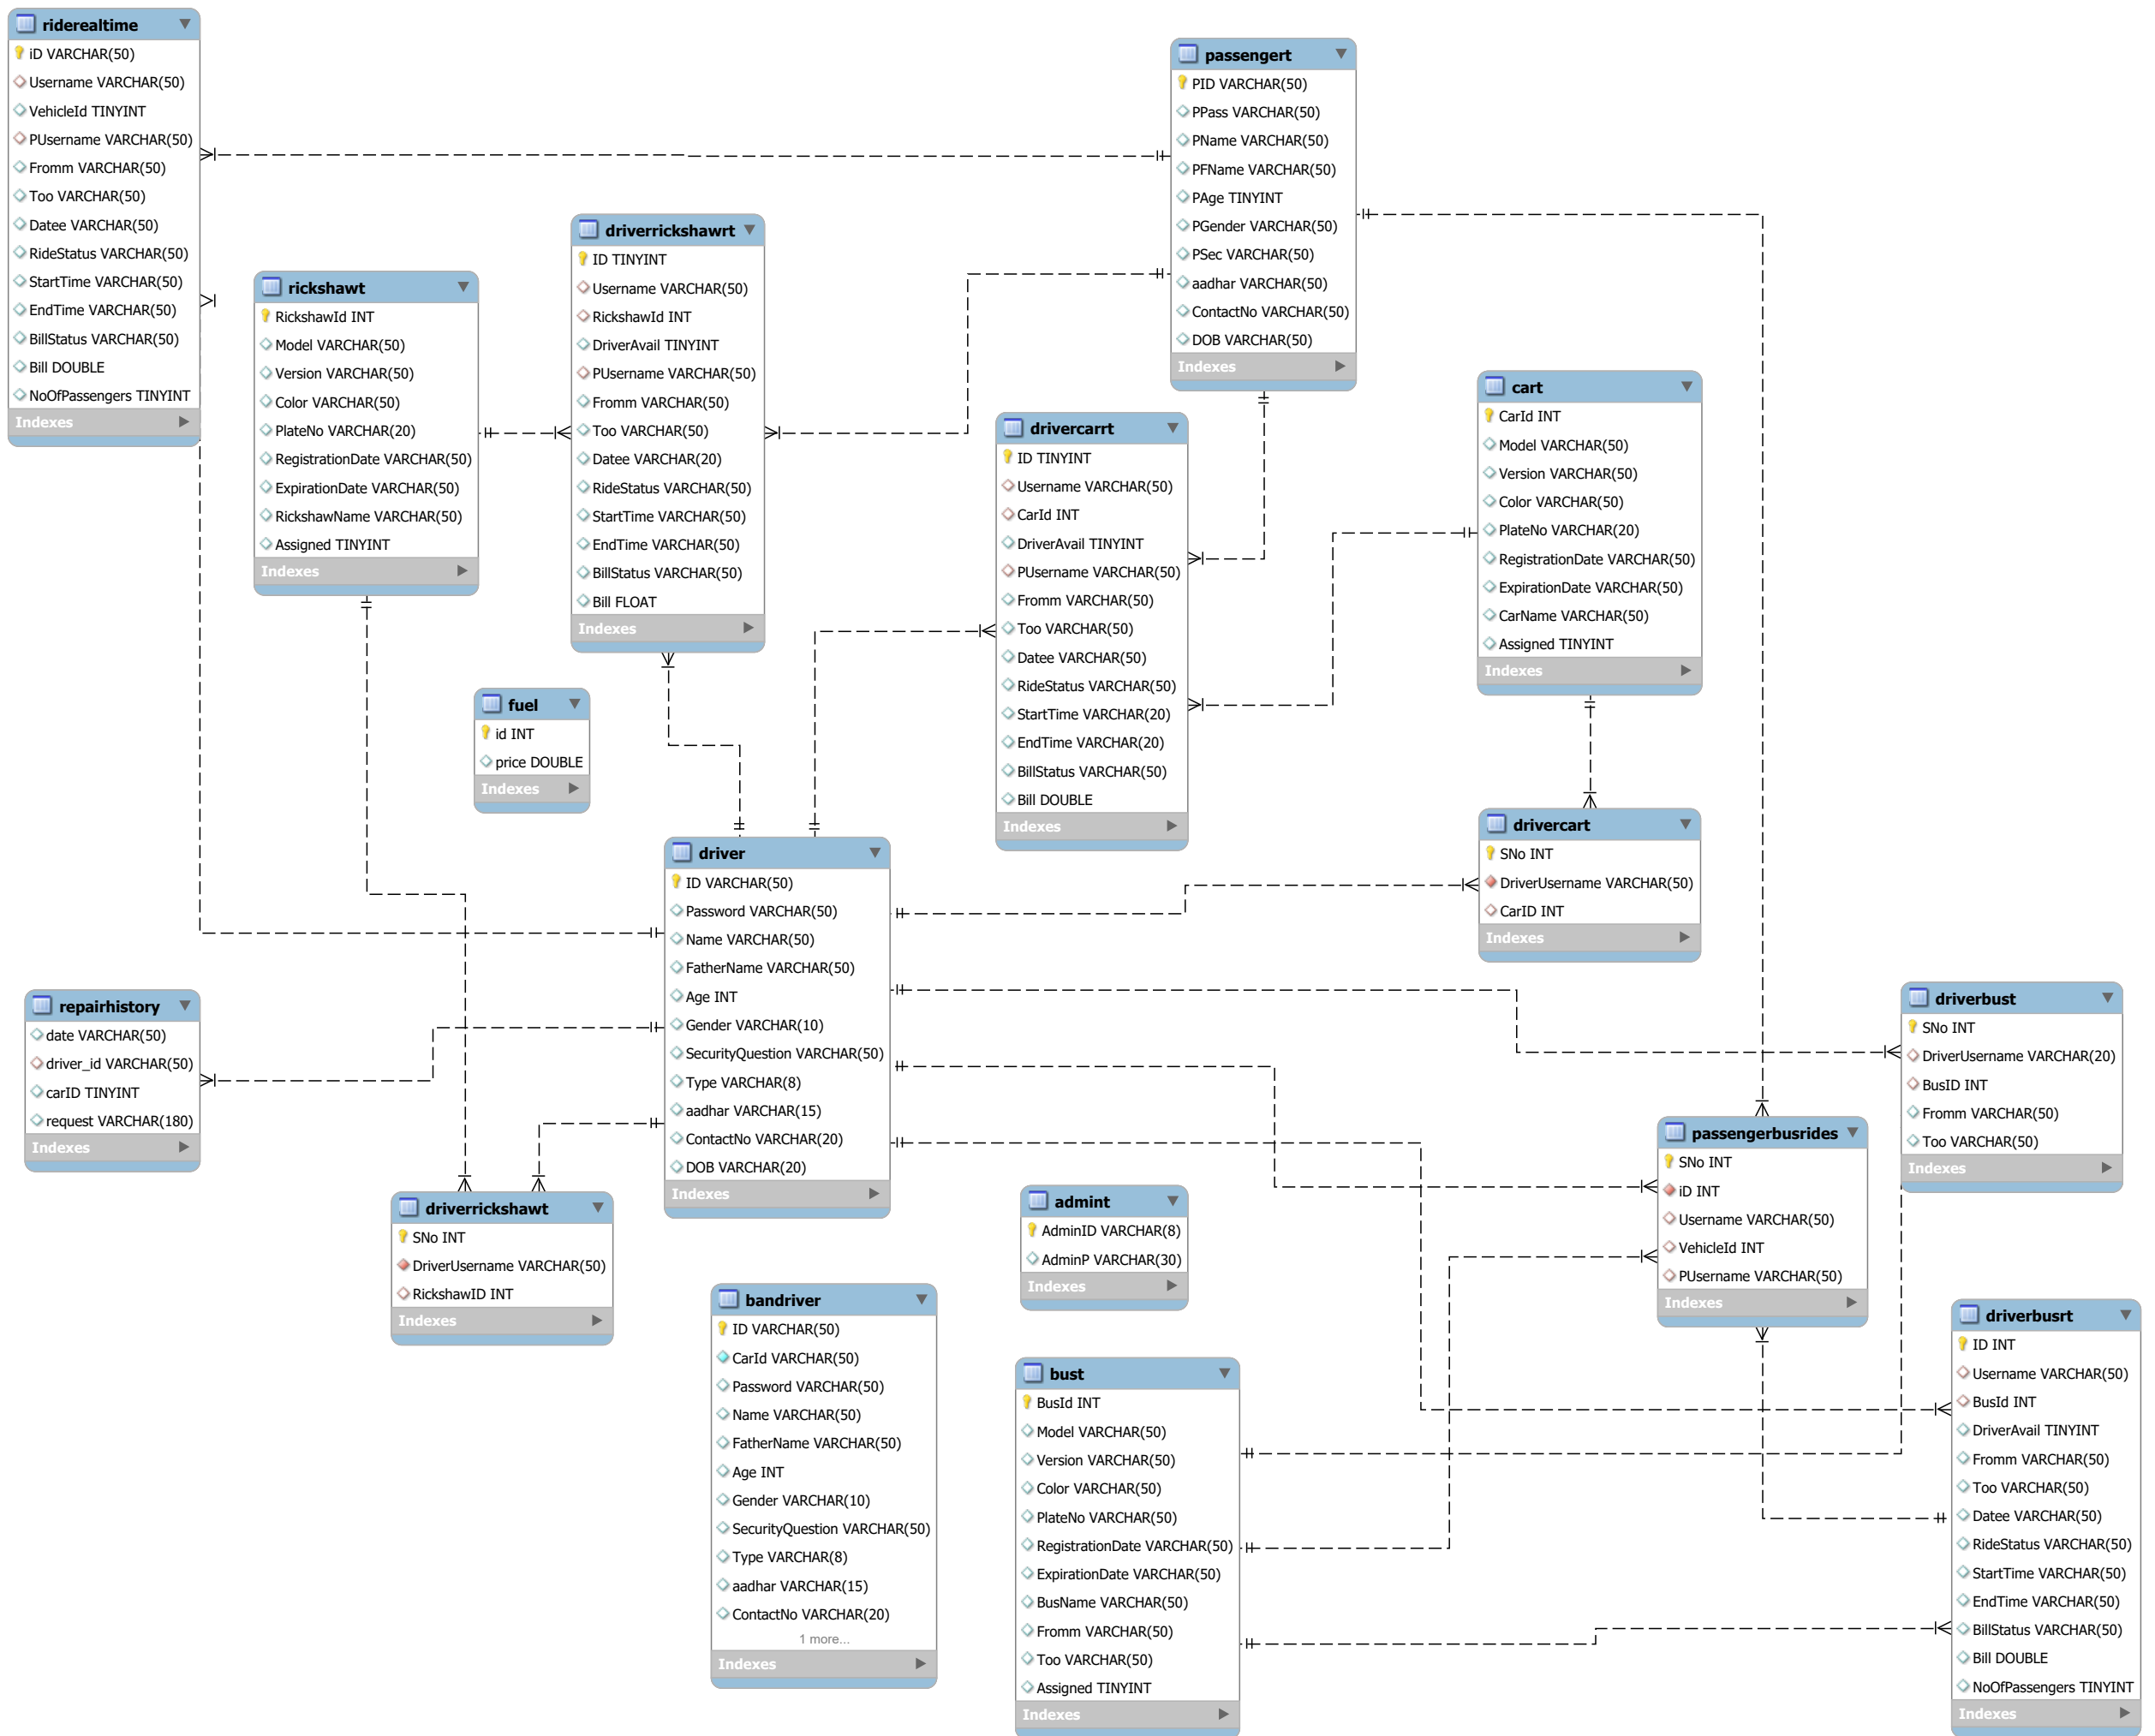 riderealtime
iD VARCHAR(50)
Username VARCHAR(50)
VehicleId TINYINT
PUsername VARCHAR(50)
Fromm VARCHAR(50)
Too VARCHAR(50)
Datee VARCHAR(50)
RideStatus VARCHAR(50)
StartTime VARCHAR(50)
EndTime VARCHAR(50)
BillStatus VARCHAR(50)
Bill DOUBLE
NoOfPassengers TINYINT
Indexes
passengert
PID VARCHAR(50)
PPass VARCHAR(50)
PName VARCHAR(50)
PFName VARCHAR(50)
PAge TINYINT
PGender VARCHAR(50)
PSec VARCHAR(50)
aadhar VARCHAR(50)
ContactNo VARCHAR(50)
DOB VARCHAR(50)
Indexes
driverrickshawrt
ID TINYINT
Username VARCHAR(50)
RickshawId INT
DriverAvail TINYINT
PUsername VARCHAR(50)
Fromm VARCHAR(50)
Too VARCHAR(50)
Datee VARCHAR(20)
RideStatus VARCHAR(50)
StartTime VARCHAR(50)
EndTime VARCHAR(50)
BillStatus VARCHAR(50)
Bill FLOAT
Indexes
rickshawt
RickshawId INT
Model VARCHAR(50)
Version VARCHAR(50)
Color VARCHAR(50)
PlateNo VARCHAR(20)
RegistrationDate VARCHAR(50)
ExpirationDate VARCHAR(50)
RickshawName VARCHAR(50)
Assigned TINYINT
Indexes
cart
CarId INT
Model VARCHAR(50)
Version VARCHAR(50)
Color VARCHAR(50)
PlateNo VARCHAR(20)
RegistrationDate VARCHAR(50)
ExpirationDate VARCHAR(50)
CarName VARCHAR(50)
Assigned TINYINT
Indexes
drivercarrt
ID TINYINT
Username VARCHAR(50)
CarId INT
DriverAvail TINYINT
PUsername VARCHAR(50)
Fromm VARCHAR(50)
Too VARCHAR(50)
Datee VARCHAR(50)
RideStatus VARCHAR(50)
StartTime VARCHAR(20)
EndTime VARCHAR(20)
BillStatus VARCHAR(50)
Bill DOUBLE
Indexes
fuel
id INT
price DOUBLE
Indexes
drivercart
SNo INT
DriverUsername VARCHAR(50)
CarID INT
Indexes
driver
ID VARCHAR(50)
Password VARCHAR(50)
Name VARCHAR(50)
FatherName VARCHAR(50)
Age INT
Gender VARCHAR(10)
SecurityQuestion VARCHAR(50)
Type VARCHAR(8)
aadhar VARCHAR(15)
ContactNo VARCHAR(20)
DOB VARCHAR(20)
Indexes
repairhistory
date VARCHAR(50)
driver_id VARCHAR(50)
carID TINYINT
request VARCHAR(180)
Indexes
driverbust
SNo INT
DriverUsername VARCHAR(20)
BusID INT
Fromm VARCHAR(50)
Too VARCHAR(50)
Indexes
passengerbusrides
SNo INT
iD INT
Username VARCHAR(50)
VehicleId INT
PUsername VARCHAR(50)
Indexes
driverrickshawt
SNo INT
DriverUsername VARCHAR(50)
RickshawID INT
Indexes
admint
AdminID VARCHAR(8)
AdminP VARCHAR(30)
Indexes
bandriver
ID VARCHAR(50)
CarId VARCHAR(50)
Password VARCHAR(50)
Name VARCHAR(50)
FatherName VARCHAR(50)
Age INT
Gender VARCHAR(10)
SecurityQuestion VARCHAR(50)
Type VARCHAR(8)
aadhar VARCHAR(15)
ContactNo VARCHAR(20)
1 more...
Indexes
bust
BusId INT
Model VARCHAR(50)
Version VARCHAR(50)
Color VARCHAR(50)
PlateNo VARCHAR(50)
RegistrationDate VARCHAR(50)
ExpirationDate VARCHAR(50)
BusName VARCHAR(50)
Fromm VARCHAR(50)
Too VARCHAR(50)
Assigned TINYINT
Indexes
driverbusrt
ID INT
Username VARCHAR(50)
BusId INT
DriverAvail TINYINT
Fromm VARCHAR(50)
Too VARCHAR(50)
Datee VARCHAR(50)
RideStatus VARCHAR(50)
StartTime VARCHAR(50)
EndTime VARCHAR(50)
BillStatus VARCHAR(50)
Bill DOUBLE
NoOfPassengers TINYINT
Indexes